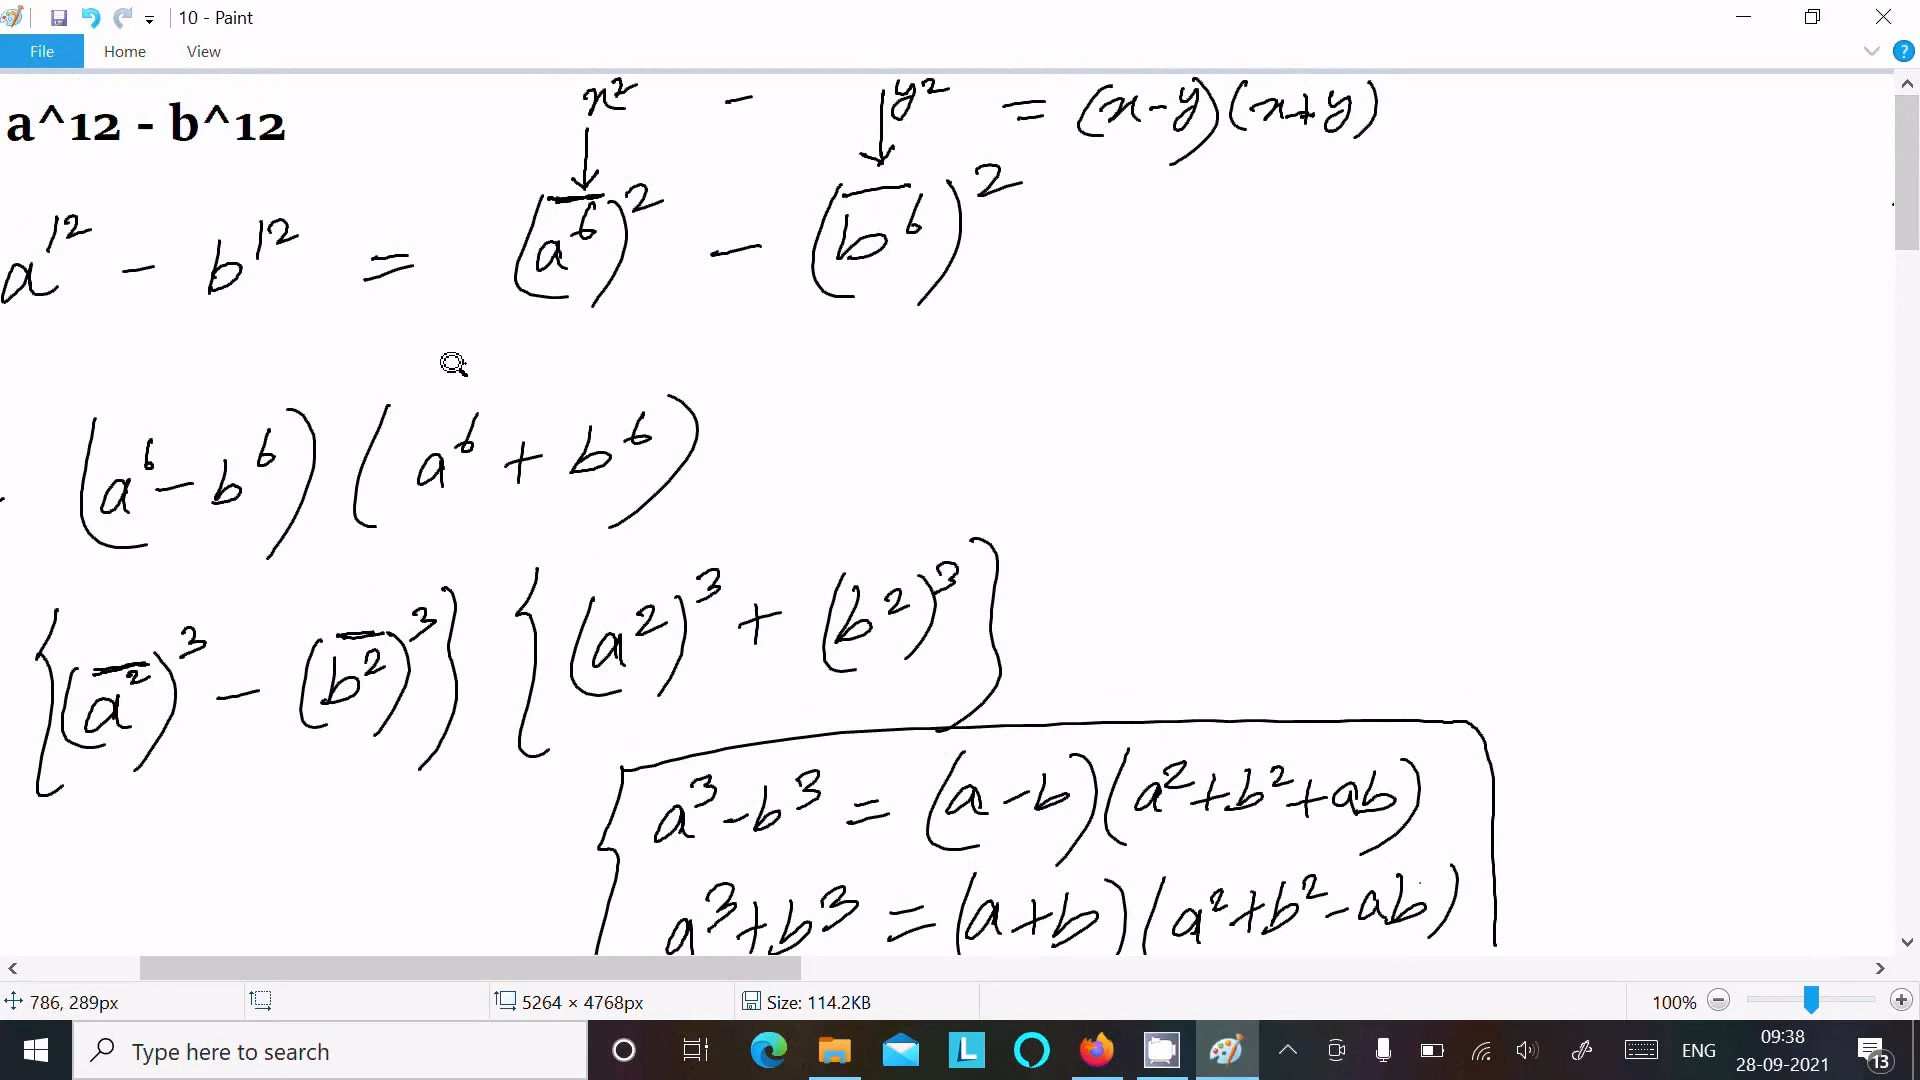 10 - Paint
File Home View
x² - y² = (x-y)(x+y)
a^12 - b^12
a¹² - b¹² = (a⁶)² - (b⁶)²
(a⁶ - b⁶) (a⁶ + b⁶)
{(a²)³ - (b²)³} {(a²)³ + (b²)³}
a³ - b³ = (a - b)(a² + b² + ab)
a³ + b³ = (a + b)(a² + b² - ab)
786, 289px 5264 × 4768px Size: 114.2KB 100%
Type here to search L ENG 09:38
28-09-2021 13